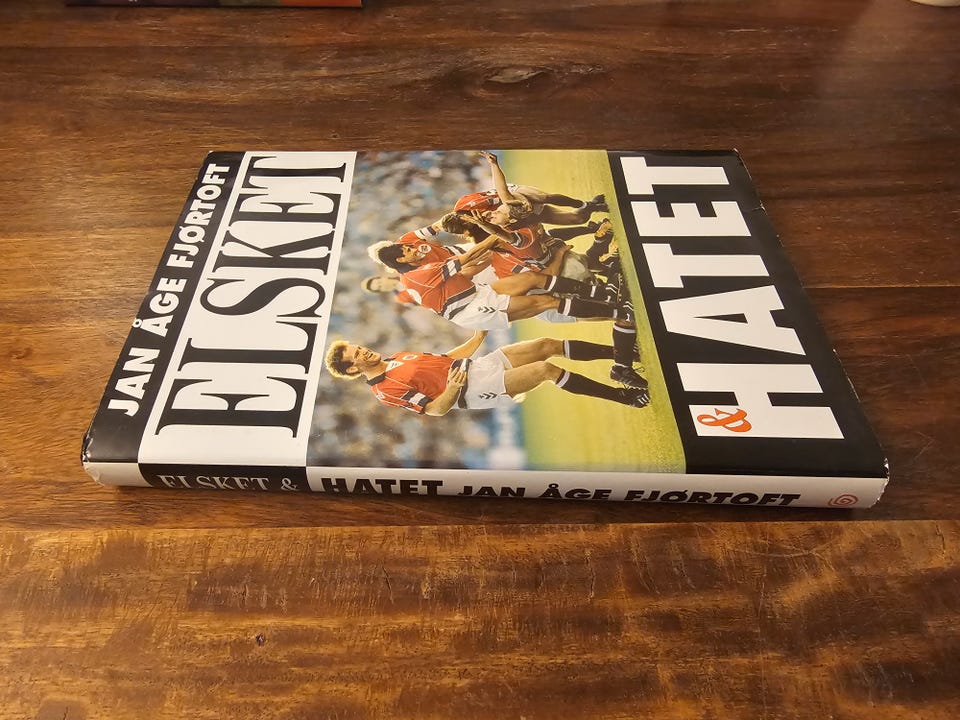 JAN ÅGE FJØRTOFT
ELSKET
& HATET
ELSKET & HATET JAN ÅGE FJØRTOFT